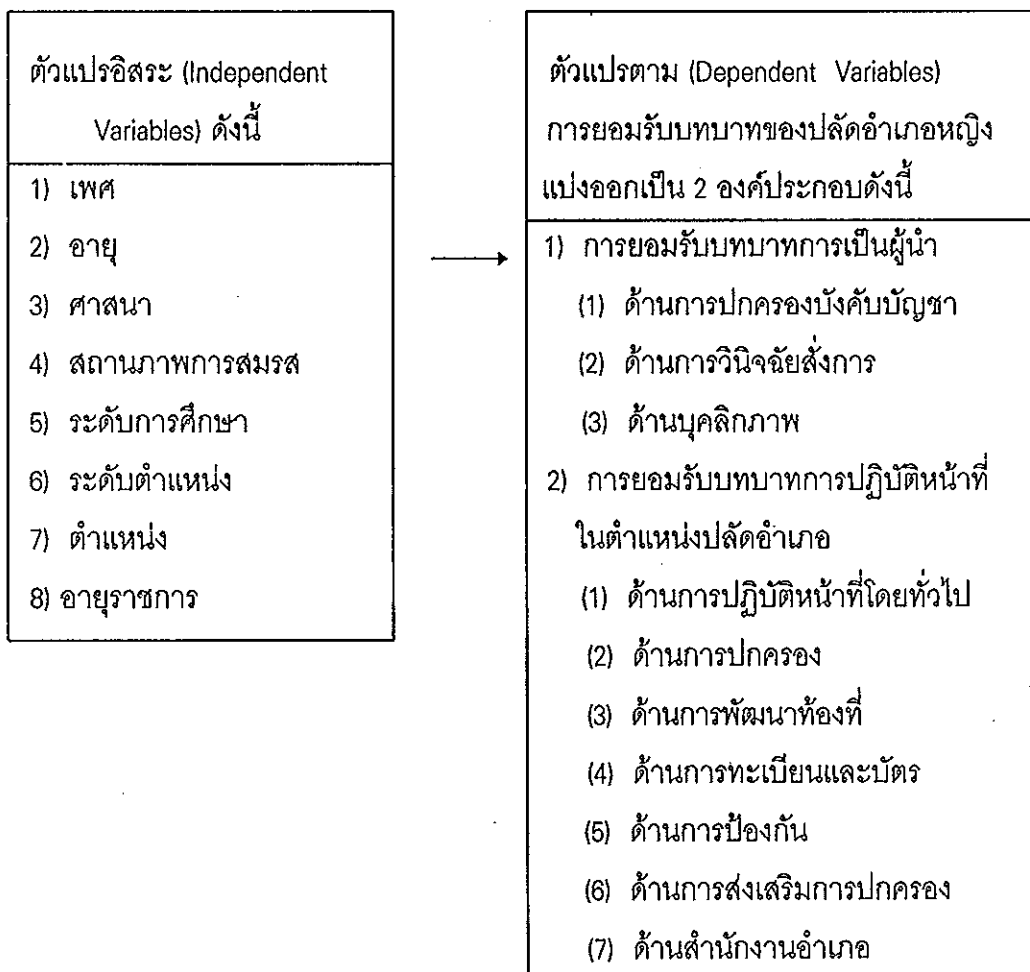 ตัวแปรอิสระ (Independent
Variables) ดังนี้
1) เพศ
2) อายุ
3) ศาสนา
4) สถานภาพการสมรส
5) ระดับการศึกษา
6) ระดับตำแหน่ง
7) ตำแหน่ง
8) อายุราชการ
ตัวแปรตาม (Dependent Variables)
การยอมรับบทบาทของปลัดอำเภอหญิง
แบ่งออกเป็น 2 องค์ประกอบดังนี้
1) การยอมรับบทบาทการเป็นผู้นำ
(1) ด้านการปกครองบังคับบัญชา
(2) ด้านการวินิจฉัยสั่งการ
(3) ด้านบุคลิกภาพ
2) การยอมรับบทบาทการปฏิบัติหน้าที่
ในตำแหน่งปลัดอำเภอ
(1) ด้านการปฏิบัติหน้าที่โดยทั่วไป
(2) ด้านการปกครอง
(3) ด้านการพัฒนาท้องที่
(4) ด้านการทะเบียนและบัตร
(5) ด้านการป้องกัน
(6) ด้านการส่งเสริมการปกครอง
(7) ด้านสำนักงานอำเภอ